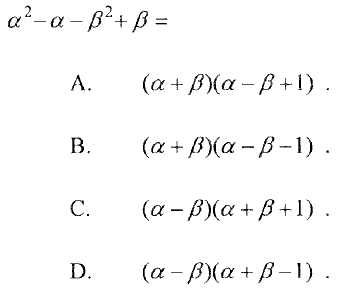 α²−α−β²+β=
A. (α+β)(α−β+1) .
B. (α+β)(α−β−1) .
C. (α−β)(α+β+1) .
D. (α−β)(α+β−1) .